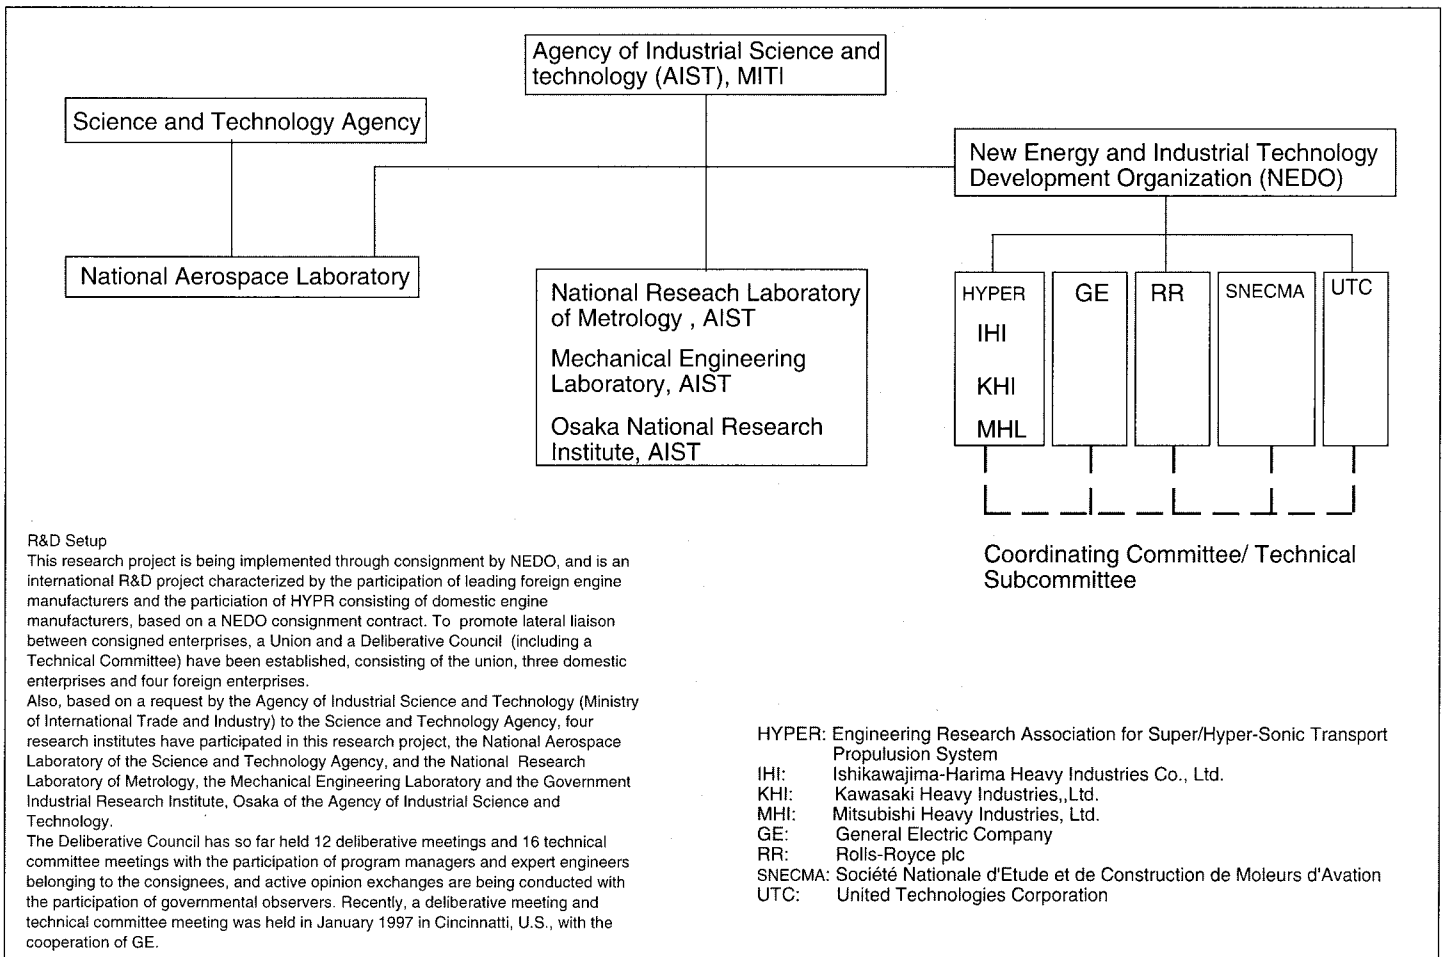 Agency of Industrial Science and
technology (AIST), MITI
Science and Technology Agency
New Energy and Industrial Technology
Development Organization (NEDO)
National Aerospace Laboratory
National Reseach Laboratory
of Metrology , AIST
Mechanical Engineering
Laboratory, AIST
Osaka National Research
Institute, AIST
HYPER
IHI
KHI
MHL
GE
RR
SNECMA
UTC
Coordinating Committee/ Technical
Subcommittee
R&D Setup
This research project is being implemented through consignment by NEDO, and is an
international R&D project characterized by the participation of leading foreign engine
manufacturers and the particiation of HYPR consisting of domestic engine
manufacturers, based on a NEDO consignment contract. To promote lateral liaison
between consigned enterprises, a Union and a Deliberative Council (including a
Technical Committee) have been established, consisting of the union, three domestic
enterprises and four foreign enterprises.
Also, based on a request by the Agency of Industrial Science and Technology (Ministry
of International Trade and Industry) to the Science and Technology Agency, four
research institutes have participated in this research project, the National Aerospace
Laboratory of the Science and Technology Agency, and the National Research
Laboratory of Metrology, the Mechanical Engineering Laboratory and the Government
Industrial Research Institute, Osaka of the Agency of Industrial Science and
Technology.
The Deliberative Council has so far held 12 deliberative meetings and 16 technical
committee meetings with the participation of program managers and expert engineers
belonging to the consignees, and active opinion exchanges are being conducted with
the participation of governmental observers. Recently, a deliberative meeting and
technical committee meeting was held in January 1997 in Cincinnatti, U.S., with the
cooperation of GE.
HYPER: Engineering Research Association for Super/Hyper-Sonic Transport
Propulusion System
IHI: Ishikawajima-Harima Heavy Industries Co., Ltd.
KHI: Kawasaki Heavy Industries,,Ltd.
MHI: Mitsubishi Heavy Industries, Ltd.
GE: General Electric Company
RR: Rolls-Royce plc
SNECMA: Société Nationale d'Etude et de Construction de Moleurs d'Avation
UTC: United Technologies Corporation